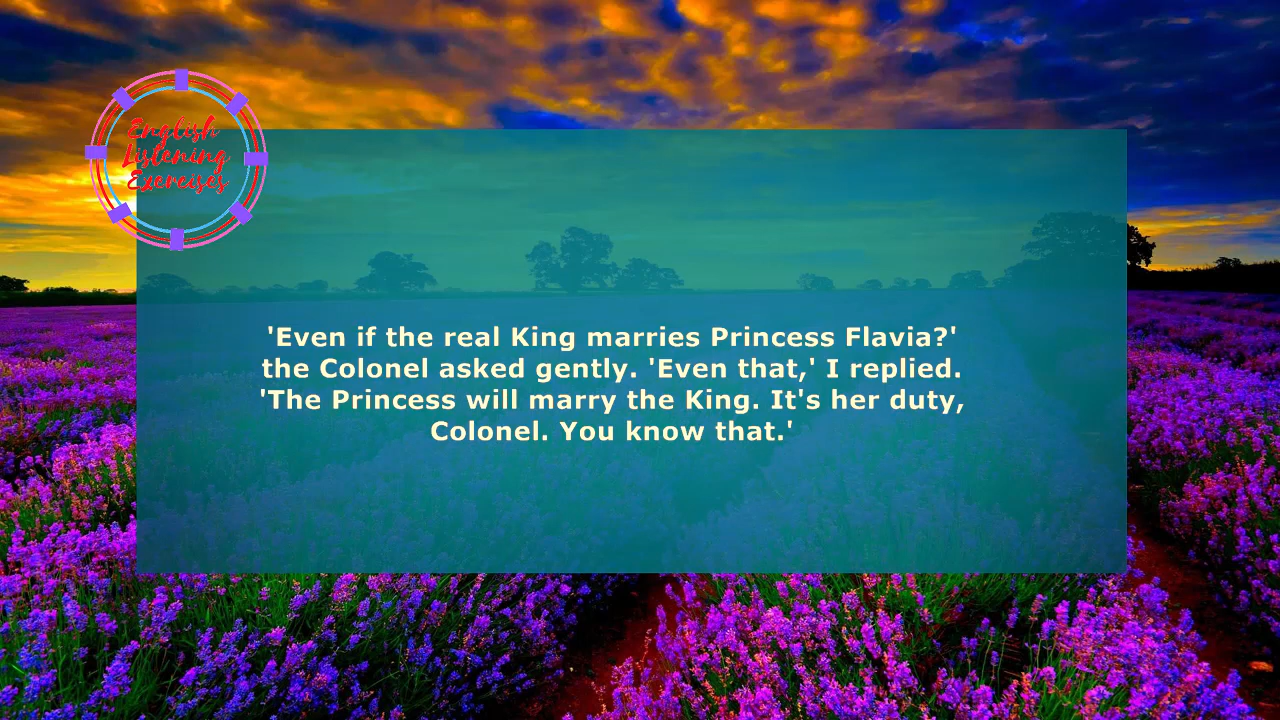 English
Listening
Exercises
'Even if the real King marries Princess Flavia?'
the Colonel asked gently. 'Even that,' I replied.
'The Princess will marry the King. It's her duty,
Colonel. You know that.'